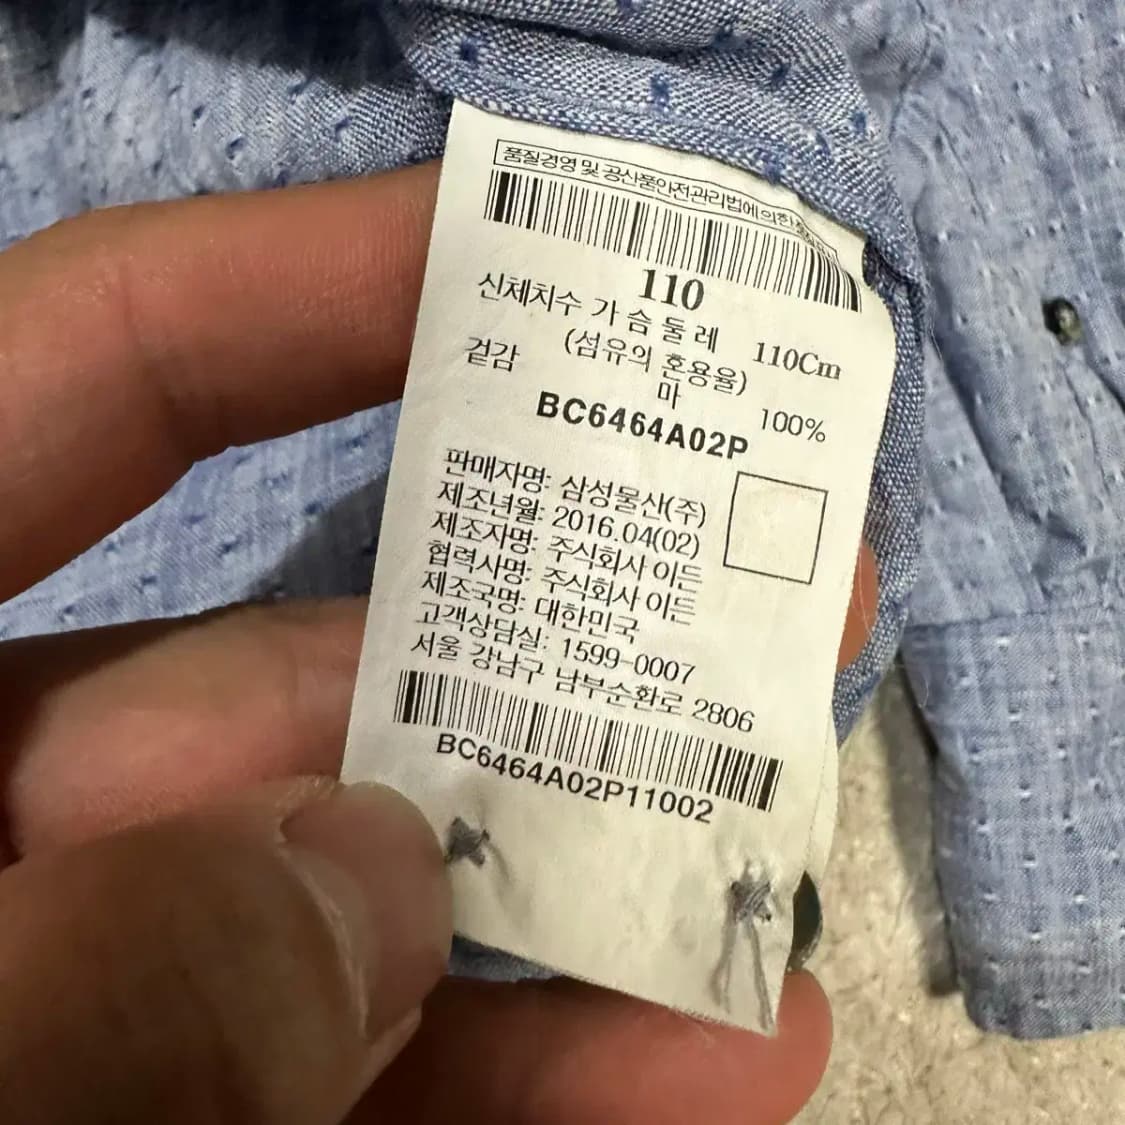 품질경영 및 공산품안전관리법에 의한
110
신체치수 가 슴 둘 레 110Cm
(섬유의 혼용율)
겉감 마 100%
BC6464A02P
판매자명: 삼성물산(주)
제조년월: 2016.04(02)
제조자명: 주식회사 이든
협력사명: 주식회사 이든
제조국명: 대한민국
고객상담실: 1599-0007
서울 강남구 남부순환로 2806
BC6464A02P11002